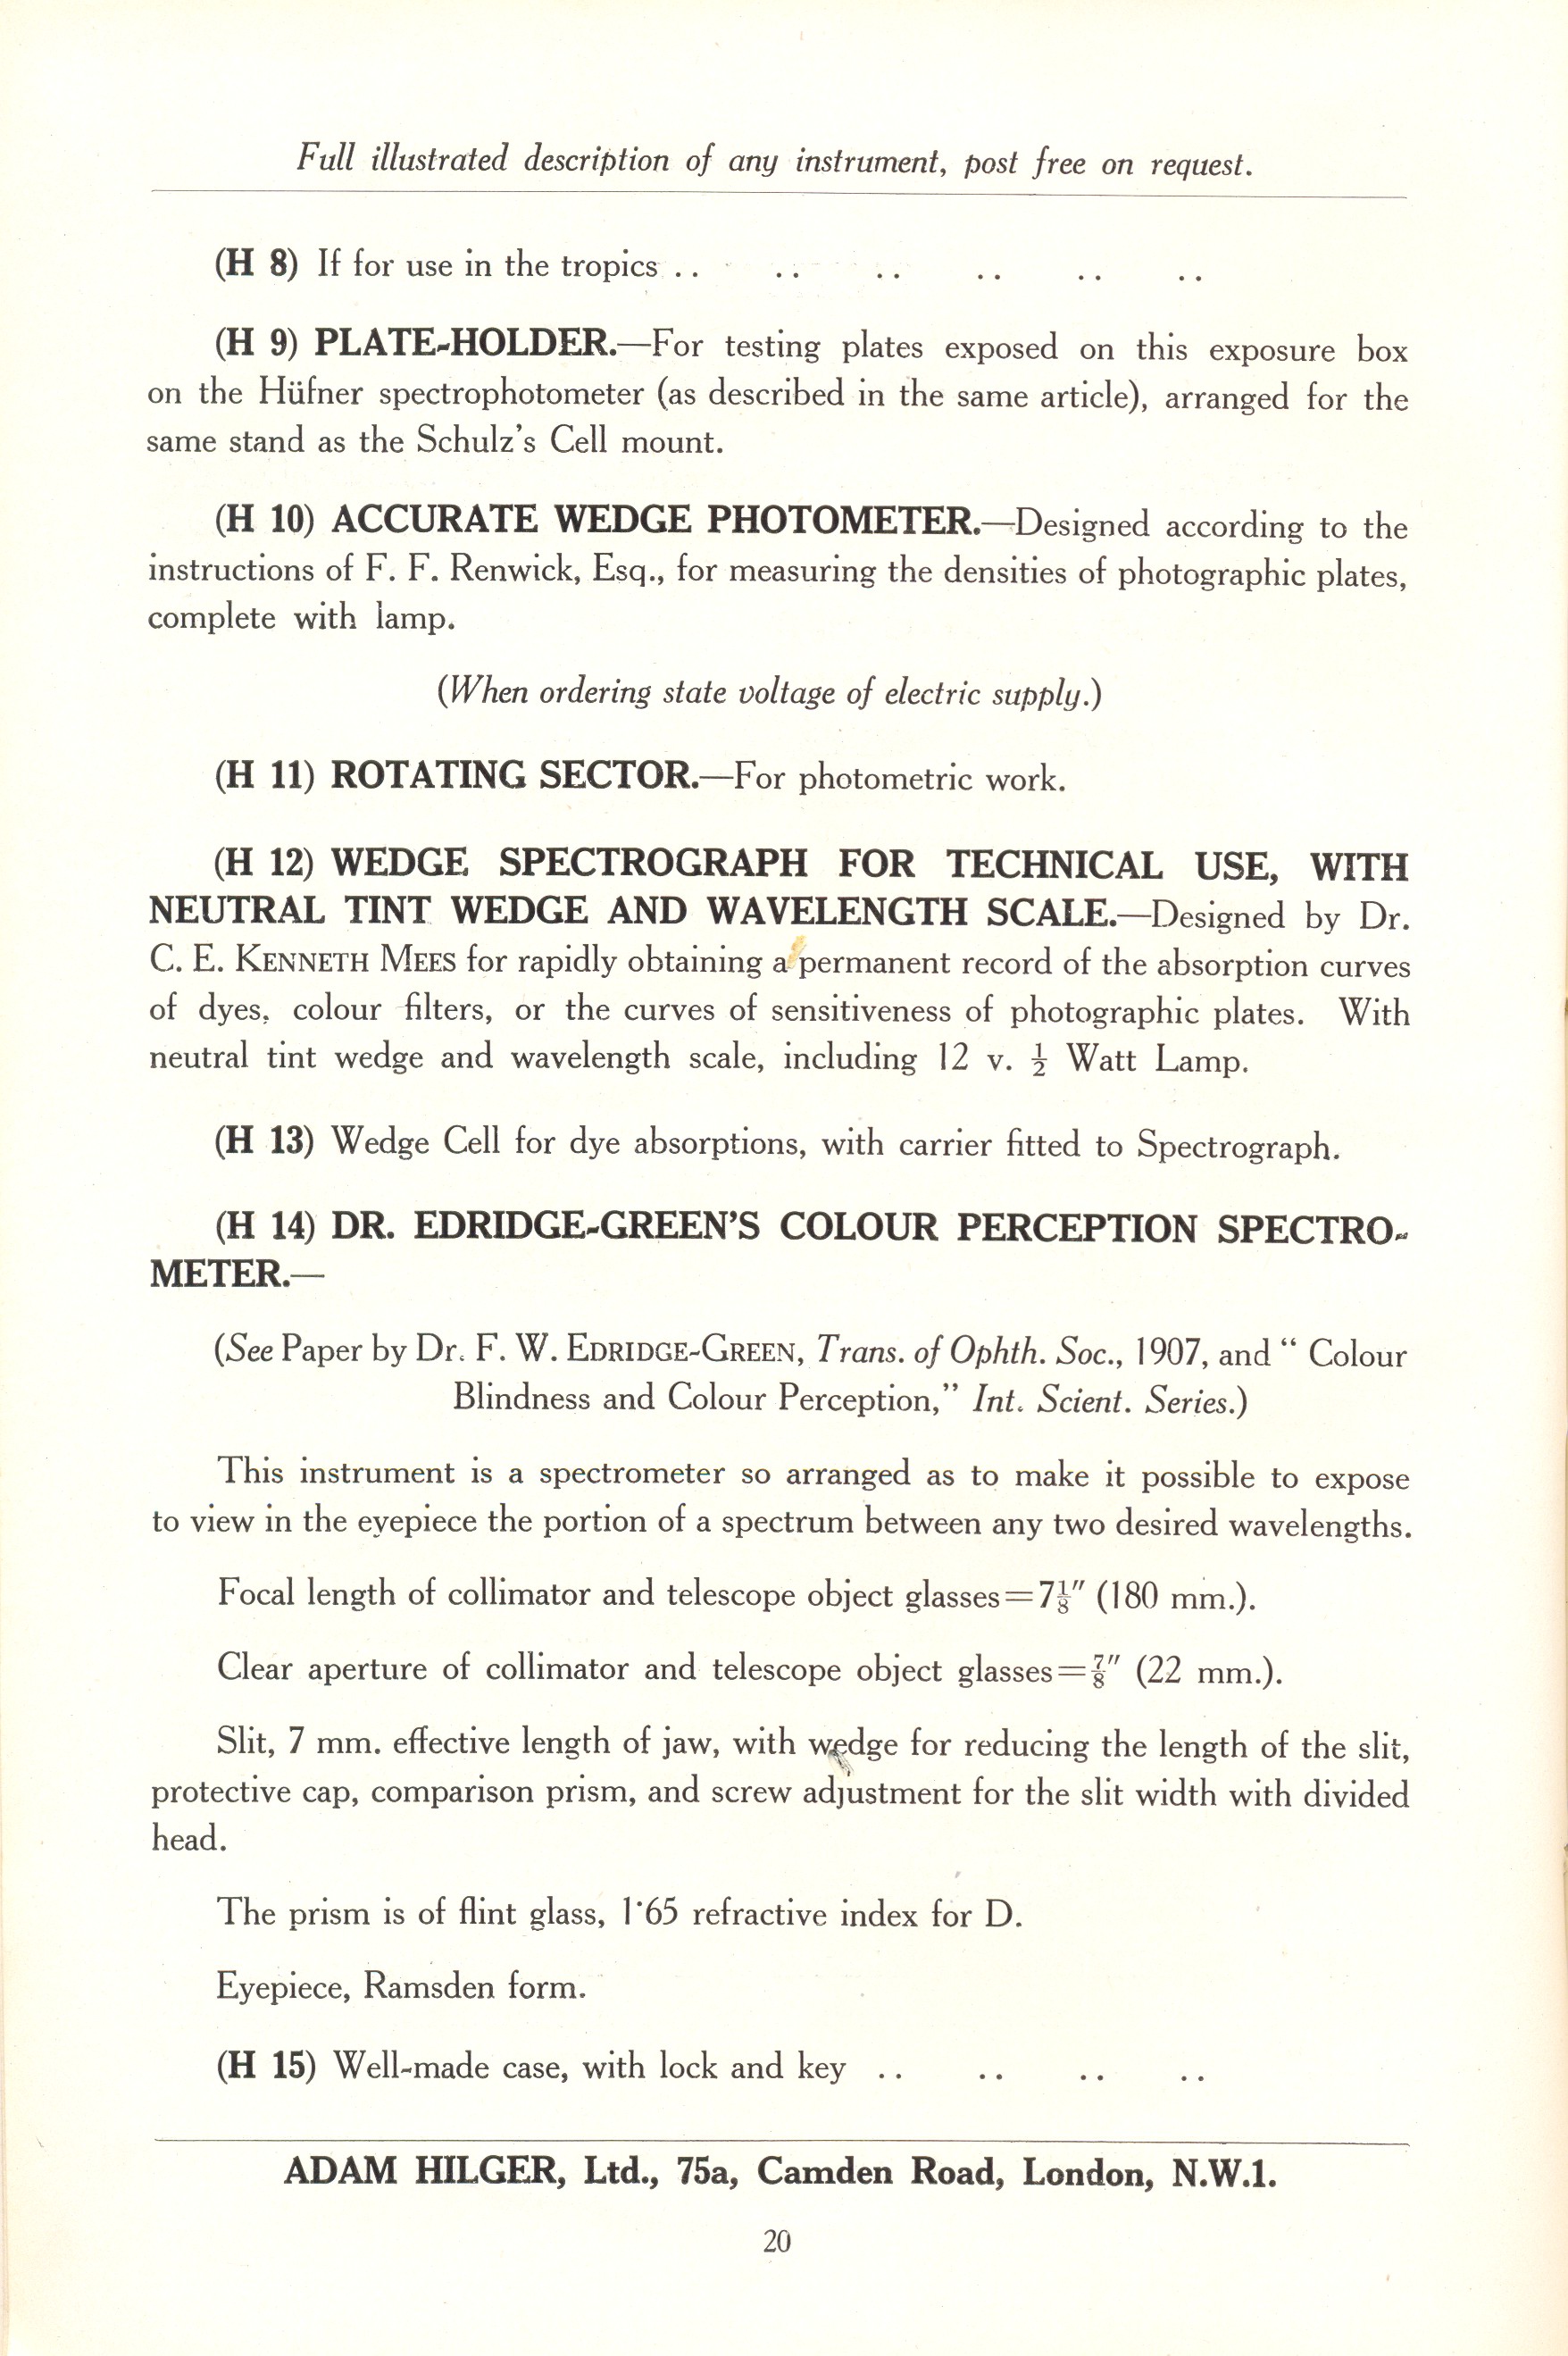 Full illustrated description of any instrument, post free on request.
(H 8) If for use in the tropics .. .. .. .. .. ..
(H 9) PLATE-HOLDER.—For testing plates exposed on this exposure box
on the Hüfner spectrophotometer (as described in the same article), arranged for the
same stand as the Schulz's Cell mount.
(H 10) ACCURATE WEDGE PHOTOMETER.—Designed according to the
instructions of F. F. Renwick, Esq., for measuring the densities of photographic plates,
complete with lamp.
(When ordering state voltage of electric supply.)
(H 11) ROTATING SECTOR.—For photometric work.
(H 12) WEDGE SPECTROGRAPH FOR TECHNICAL USE, WITH
NEUTRAL TINT WEDGE AND WAVELENGTH SCALE.—Designed by Dr.
C. E. KENNETH MEES for rapidly obtaining a permanent record of the absorption curves
of dyes, colour filters, or the curves of sensitiveness of photographic plates. With
neutral tint wedge and wavelength scale, including 12 v. ½ Watt Lamp.
(H 13) Wedge Cell for dye absorptions, with carrier fitted to Spectrograph.
(H 14) DR. EDRIDGE-GREEN'S COLOUR PERCEPTION SPECTRO-
METER.—
(See Paper by Dr. F. W. EDRIDGE-GREEN, Trans. of Ophth. Soc., 1907, and “ Colour
Blindness and Colour Perception,” Int. Scient. Series.)
This instrument is a spectrometer so arranged as to make it possible to expose
to view in the eyepiece the portion of a spectrum between any two desired wavelengths.
Focal length of collimator and telescope object glasses=7⅛″ (180 mm.).
Clear aperture of collimator and telescope object glasses=⅞″ (22 mm.).
Slit, 7 mm. effective length of jaw, with wedge for reducing the length of the slit,
protective cap, comparison prism, and screw adjustment for the slit width with divided
head.
The prism is of flint glass, 1·65 refractive index for D.
Eyepiece, Ramsden form.
(H 15) Well-made case, with lock and key .. .. .. ..
ADAM HILGER, Ltd., 75a, Camden Road, London, N.W.1.
20